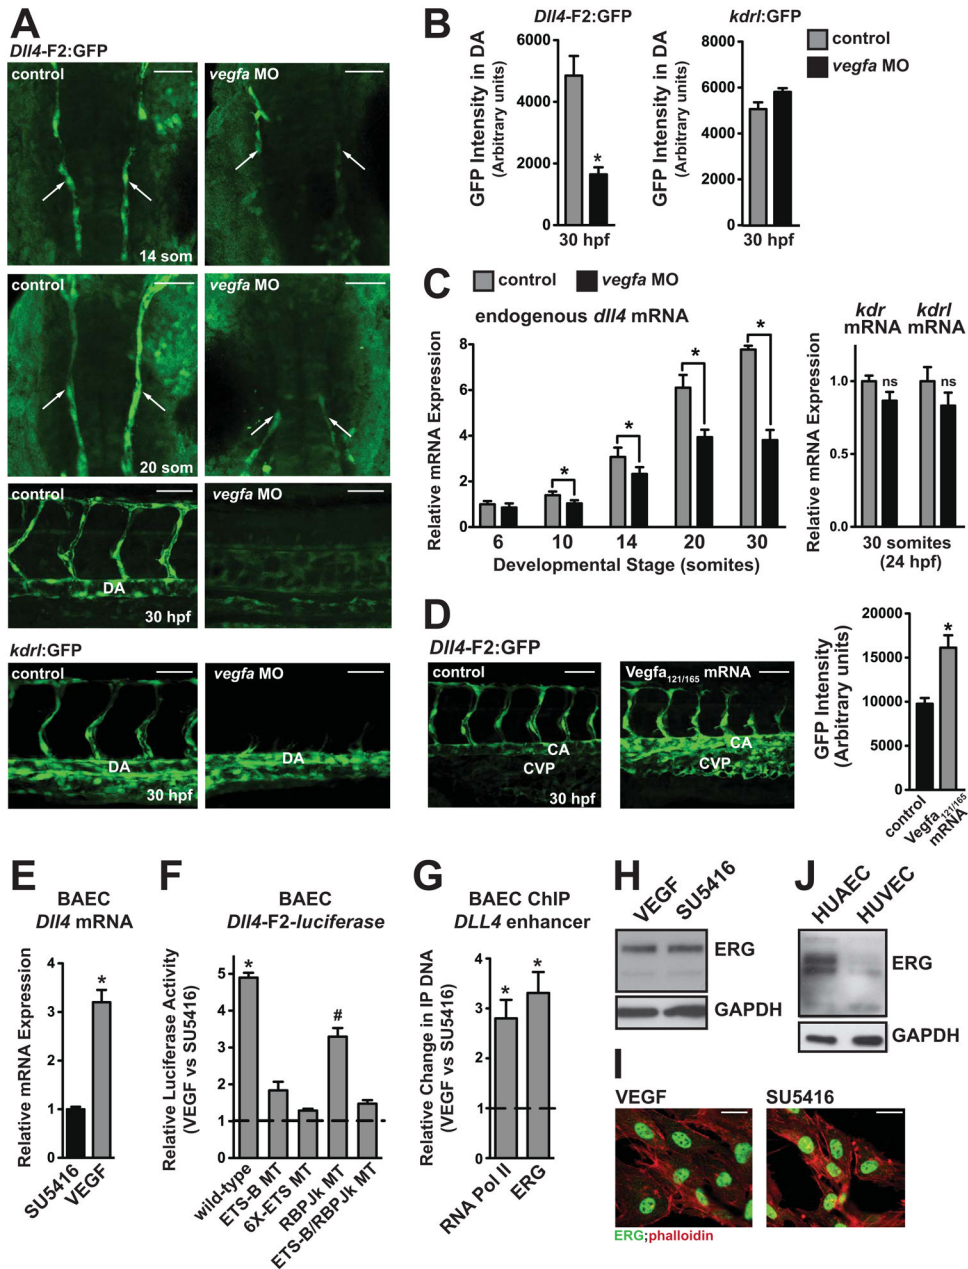 A
Dll4-F2:GFP
control
vegfa MO
14 som
control
vegfa MO
20 som
control
vegfa MO
DA
30 hpf
kdrl:GFP
control
vegfa MO
DA
DA
30 hpf
B
Dll4-F2:GFP
kdrl:GFP
control
vegfa MO
GFP Intensity in DA
(Arbitrary units)
6000
4000
2000
0
*
30 hpf
GFP Intensity in DA
(Arbitrary units)
8000
6000
4000
2000
0
30 hpf
C
control
vegfa MO
endogenous dll4 mRNA
Relative mRNA Expression
8
6
4
2
0
*
*
*
*
6
10
14
20
30
Developmental Stage (somites)
kdr
mRNA
kdrl
mRNA
Relative mRNA Expression
1.0
0.5
0.0
ns
ns
30 somites
(24 hpf)
D
Dll4-F2:GFP
control
CA
CVP
30 hpf
Vegfa121/165 mRNA
CA
CVP
GFP Intensity
(Arbitrary units)
20000
15000
10000
5000
0
*
control
Vegfa121/165
mRNA
E
BAEC
Dll4 mRNA
Relative mRNA Expression
4
3
2
1
0
*
SU5416
VEGF
F
BAEC
Dll4-F2-luciferase
Relative Luciferase Activity
(VEGF vs SU5416)
5
4
3
2
1
0
*
#
wild-type
ETS-B MT
6X-ETS MT
RBPJk MT
ETS-B/RBPJk MT
G
BAEC ChIP
DLL4 enhancer
Relative Change in IP DNA
(VEGF vs SU5416)
4
3
2
1
0
*
*
RNA Pol II
ERG
H
VEGF
SU5416
ERG
GAPDH
J
HUAEC
HUVEC
ERG
GAPDH
I
VEGF
SU5416
ERG;phalloidin